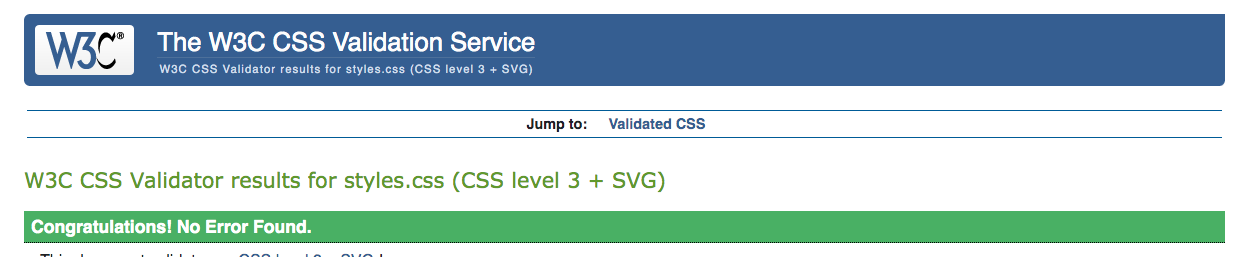 W3C®
The W3C CSS Validation Service
W3C CSS Validator results for styles.css (CSS level 3 + SVG)
Jump to: Validated CSS
W3C CSS Validator results for styles.css (CSS level 3 + SVG)
Congratulations! No Error Found.